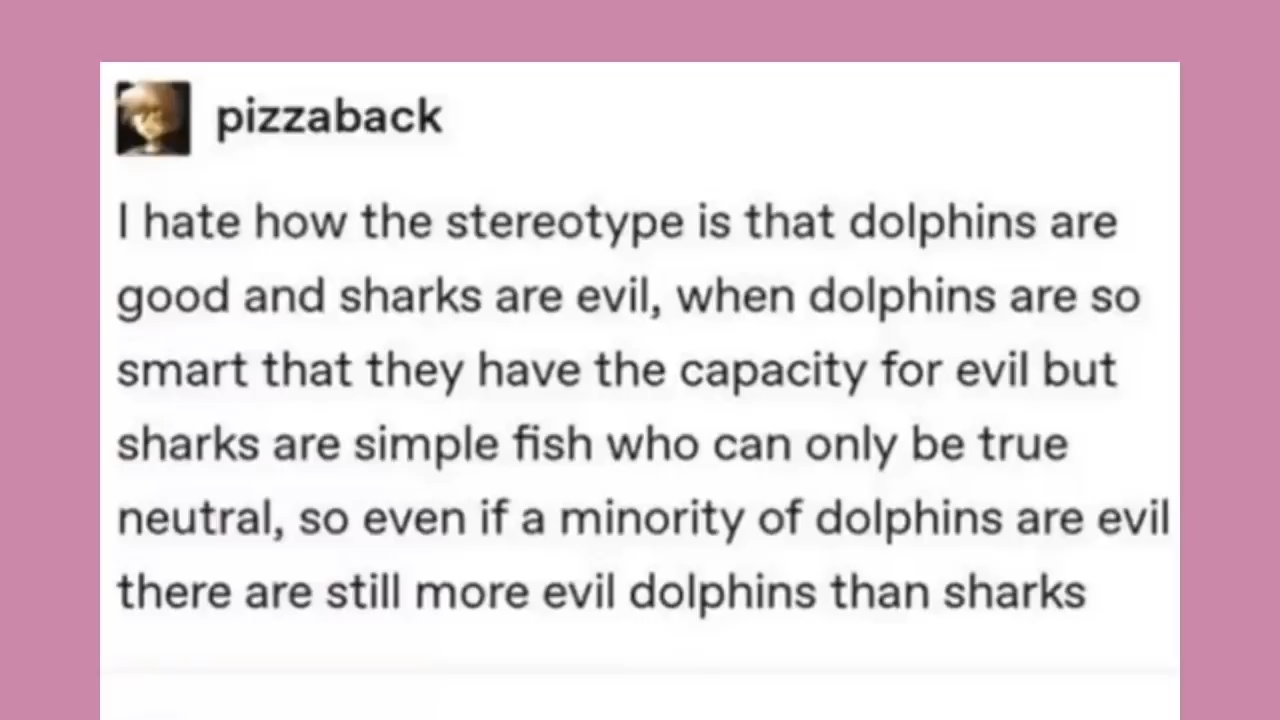 pizzaback
I hate how the stereotype is that dolphins are
good and sharks are evil, when dolphins are so
smart that they have the capacity for evil but
sharks are simple fish who can only be true
neutral, so even if a minority of dolphins are evil
there are still more evil dolphins than sharks